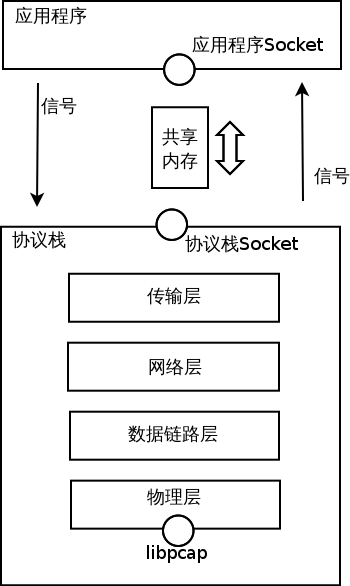 应用程序
应用程序Socket
信号
共享
内存
信号
协议栈
协议栈Socket
传输层
网络层
数据链路层
物理层
libpcap